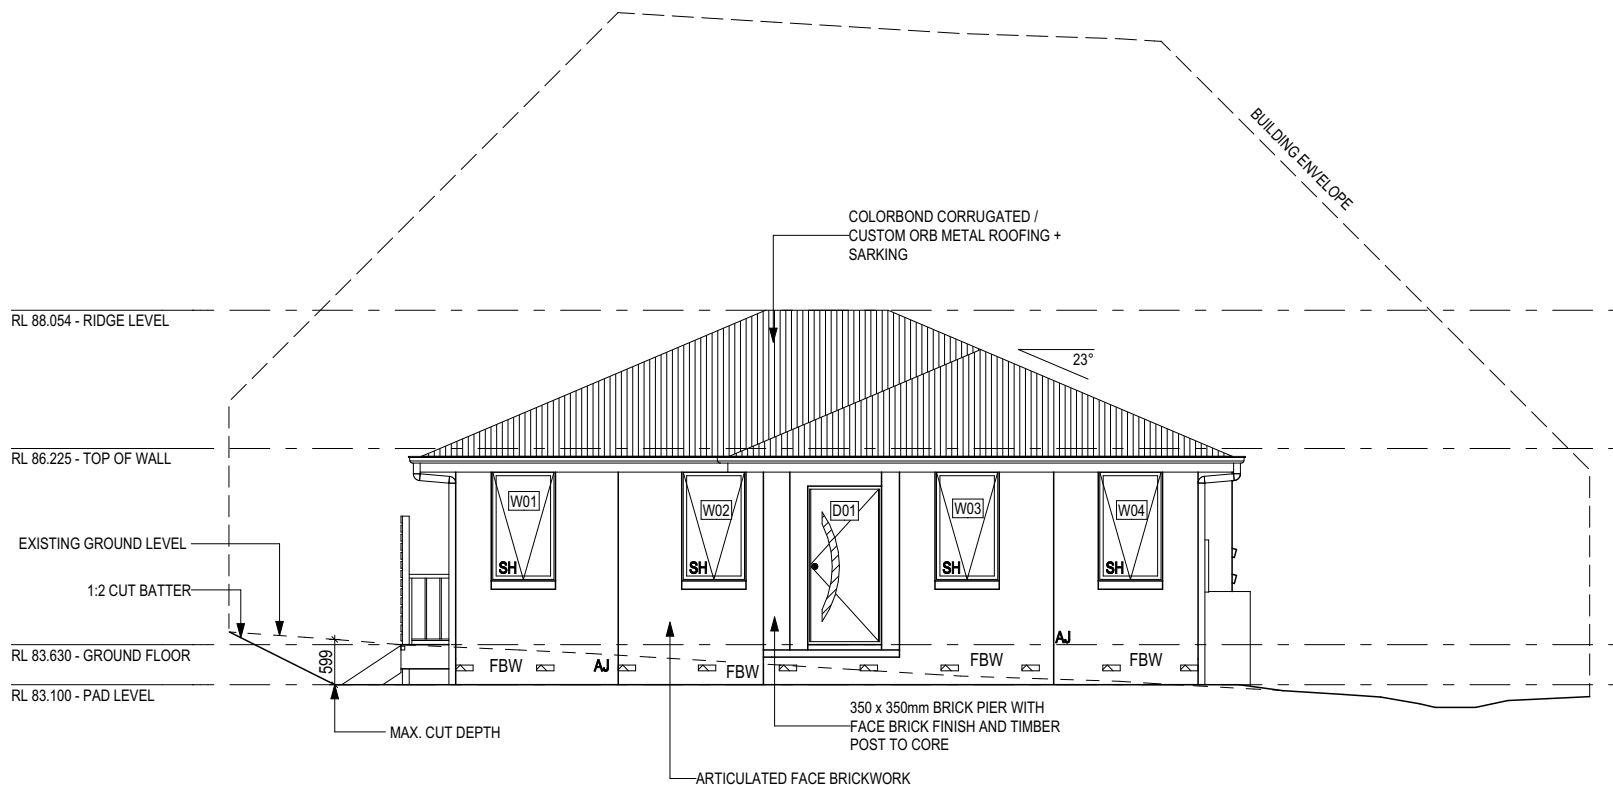 BUILDING ENVELOPE
COLORBOND CORRUGATED /
CUSTOM ORB METAL ROOFING +
SARKING
RL 88.054 - RIDGE LEVEL
23°
RL 86.225 - TOP OF WALL
W01
W02
D01
W03
W04
EXISTING GROUND LEVEL
SH
SH
SH
SH
1:2 CUT BATTER
AJ
RL 83.630 - GROUND FLOOR
599
FBW
AJ
FBW
FBW
FBW
RL 83.100 - PAD LEVEL
MAX. CUT DEPTH
350 x 350mm BRICK PIER WITH
FACE BRICK FINISH AND TIMBER
POST TO CORE
ARTICULATED FACE BRICKWORK